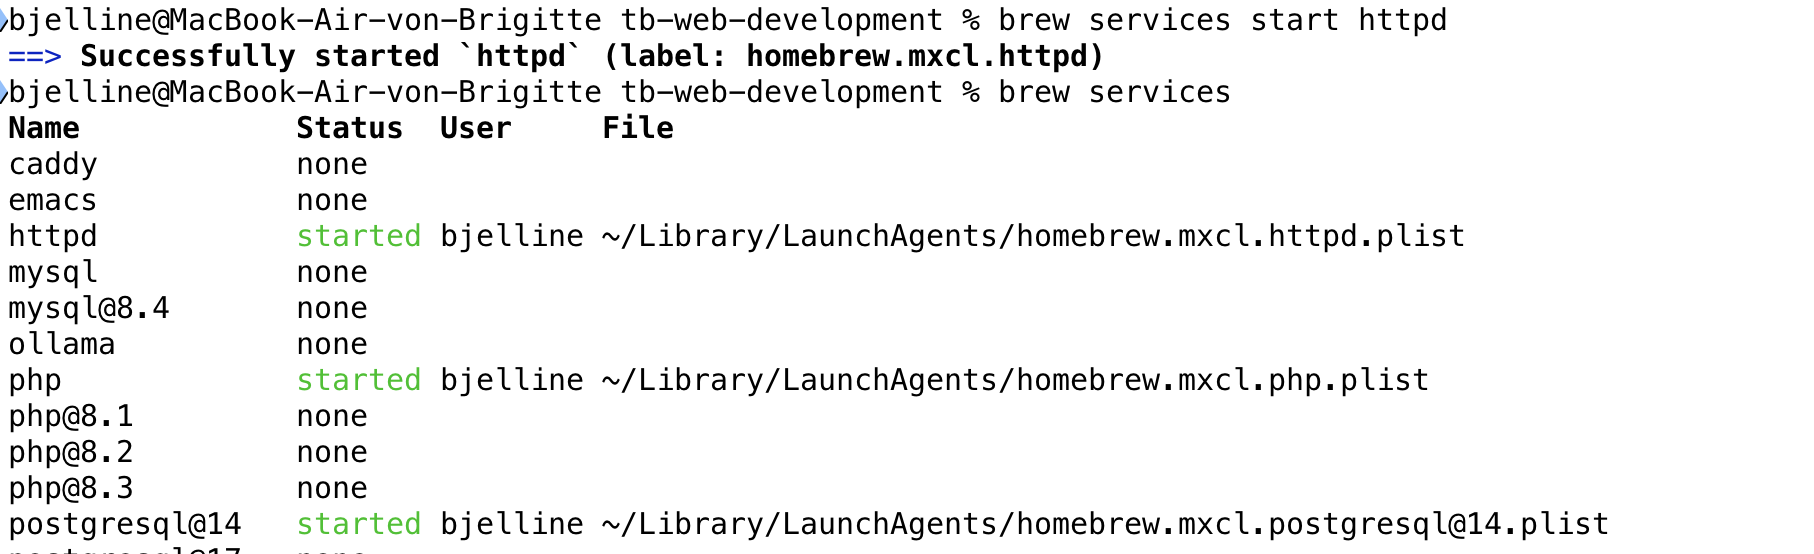 bjelline@MacBook-Air-von-Brigitte tb-web-development % brew services start httpd
==> Successfully started `httpd` (label: homebrew.mxcl.httpd)
bjelline@MacBook-Air-von-Brigitte tb-web-development % brew services
Name Status User File
caddy none
emacs none
httpd started bjelline ~/Library/LaunchAgents/homebrew.mxcl.httpd.plist
mysql none
mysql@8.4 none
ollama none
php started bjelline ~/Library/LaunchAgents/homebrew.mxcl.php.plist
php@8.1 none
php@8.2 none
php@8.3 none
postgresql@14 started bjelline ~/Library/LaunchAgents/homebrew.mxcl.postgresql@14.plist
postgresql@17 none